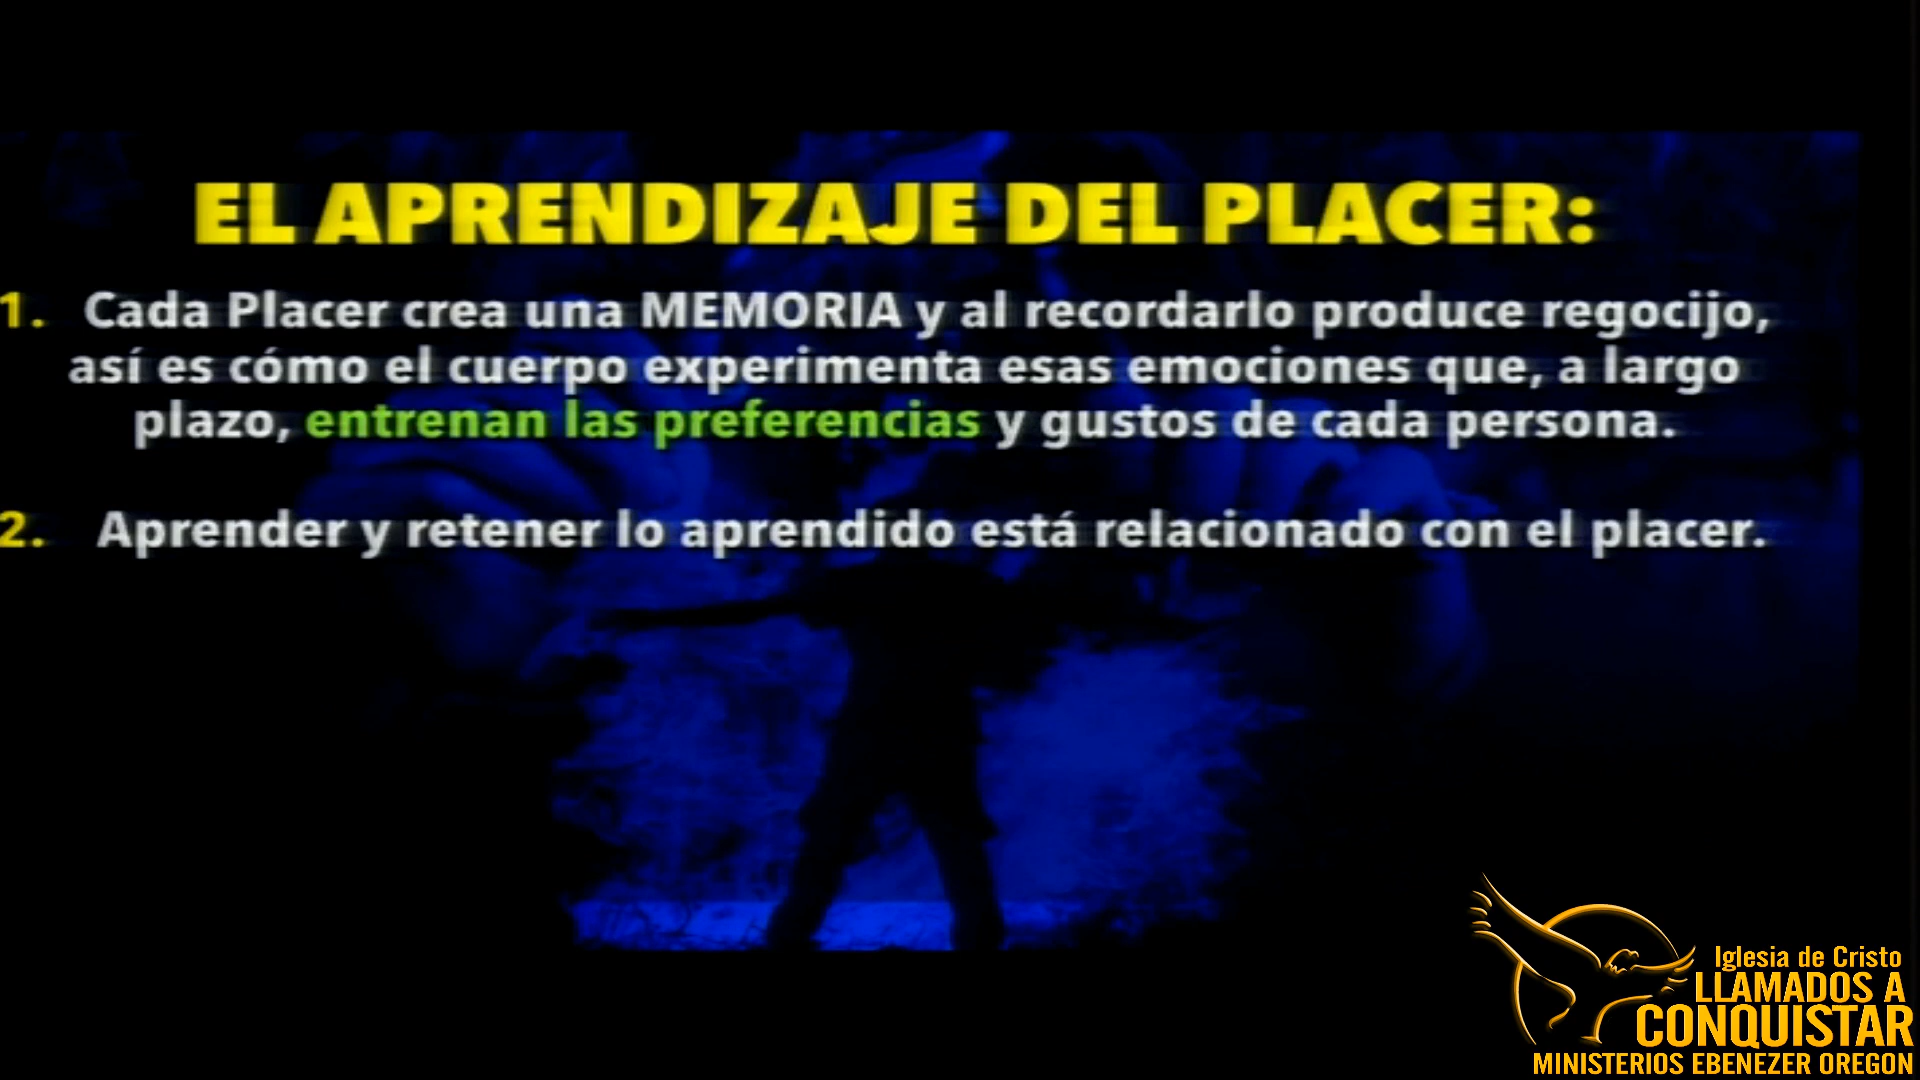 EL APRENDIZAJE DEL PLACER:
1. Cada Placer crea una MEMORIA y al recordarlo produce regocijo,
así es cómo el cuerpo experimenta esas emociones que, a largo
plazo, entrenan las preferencias y gustos de cada persona.
2. Aprender y retener lo aprendido está relacionado con el placer.
Iglesia de Cristo
LLAMADOS A
CONQUISTAR
MINISTERIOS EBENEZER OREGON